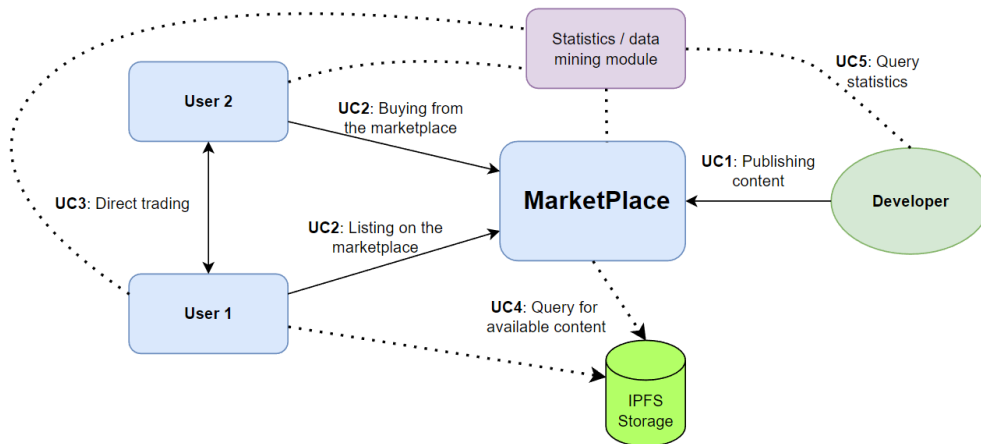 Statistics / data
mining module
UC5: Query
statistics
User 2
UC2: Buying from
the marketplace
UC1: Publishing
content
MarketPlace
Developer
UC3: Direct trading
UC2: Listing on the
marketplace
User 1
UC4: Query for
available content
IPFS
Storage